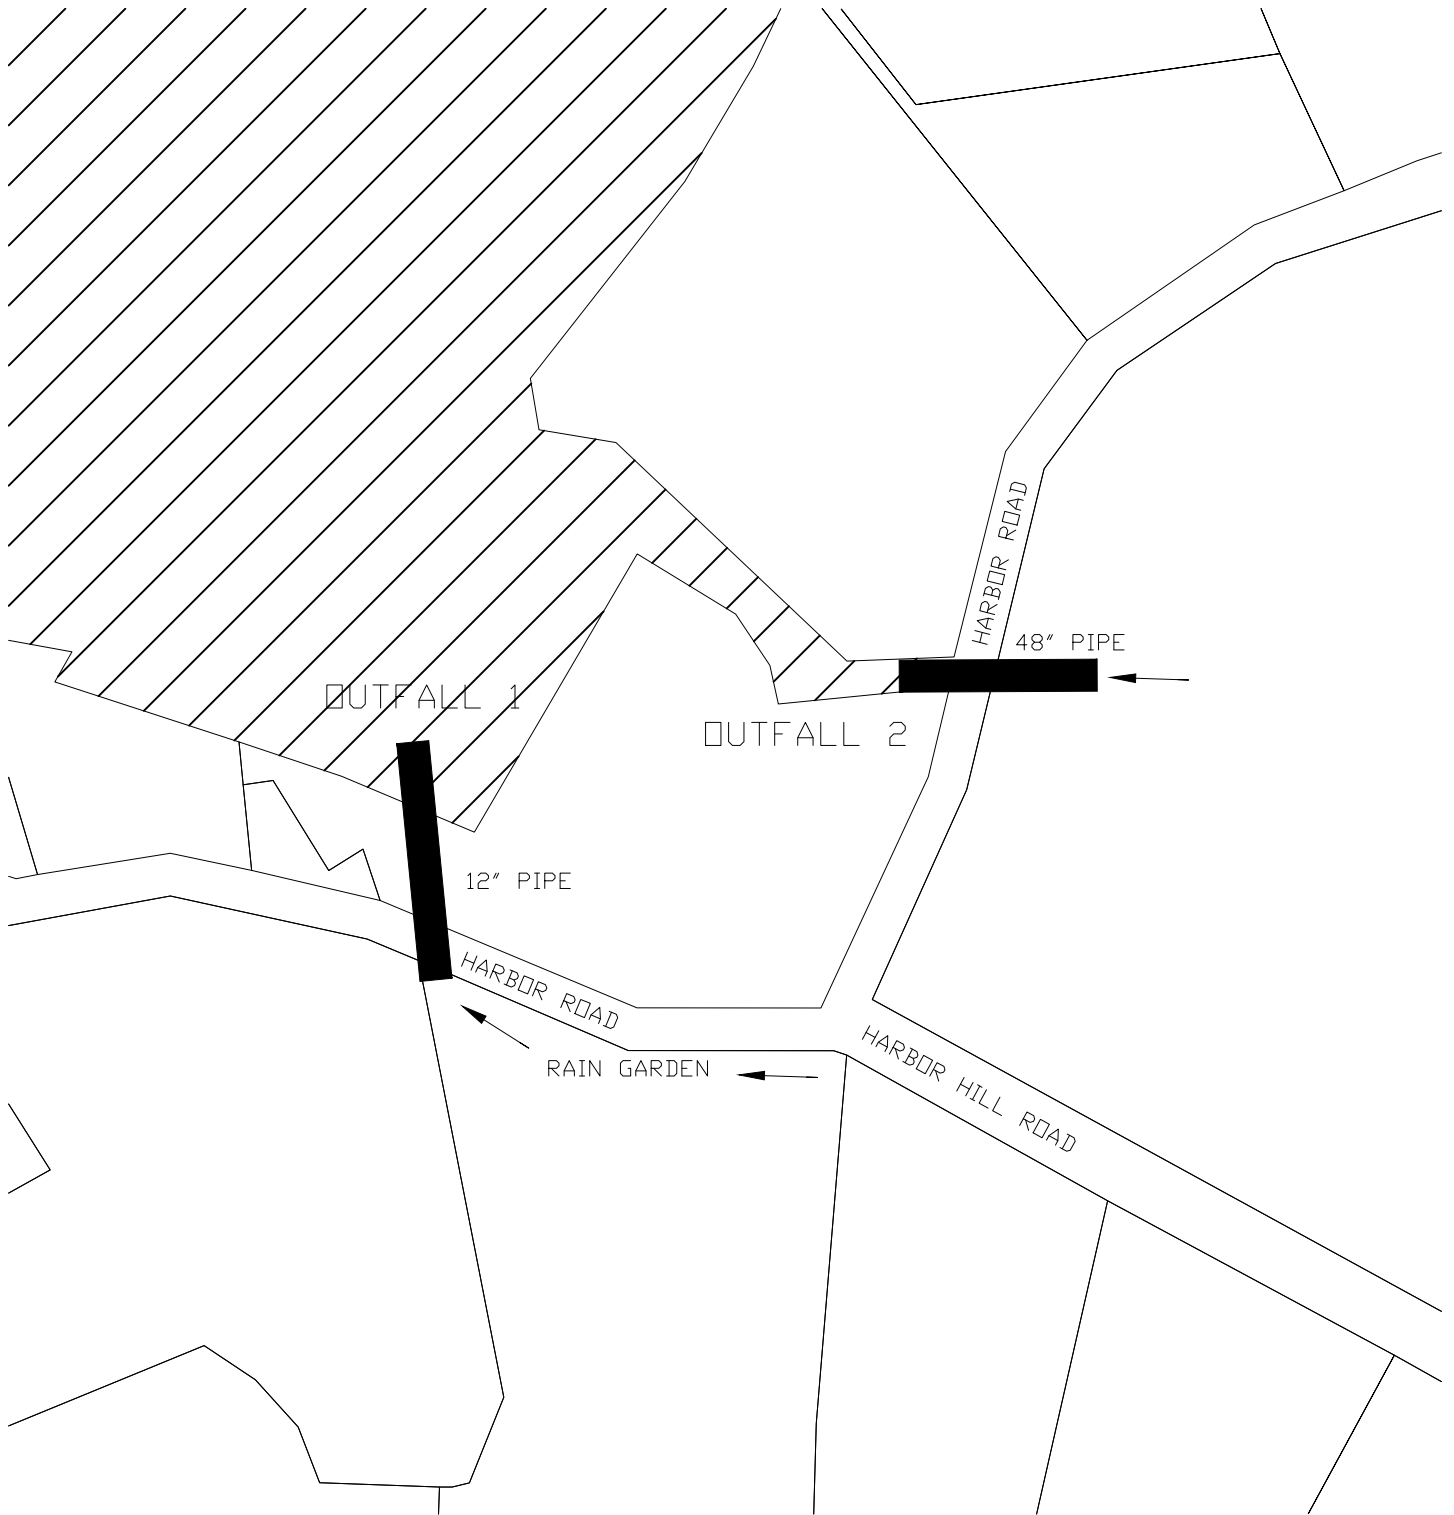 HARBOR ROAD
48" PIPE
OUTFALL 1
OUTFALL 2
12" PIPE
HARBOR ROAD
RAIN GARDEN
HARBOR HILL ROAD